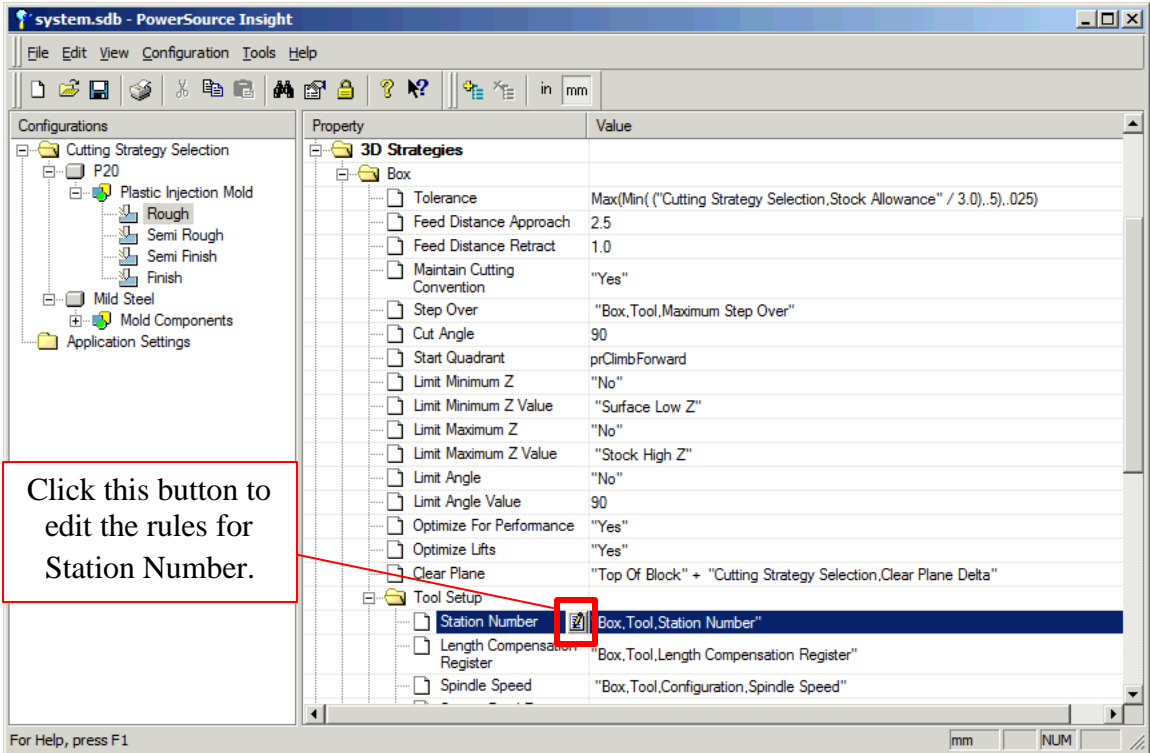 system.sdb - PowerSource Insight
File Edit View Configuration Tools Help
in mm
Configurations
Cutting Strategy Selection
P20
Plastic Injection Mold
Rough
Semi Rough
Semi Finish
Finish
Mild Steel
Mold Components
Application Settings
Property Value
3D Strategies
Box
Tolerance Max(Min( ("Cutting Strategy Selection,Stock Allowance" / 3.0),.5),.025)
Feed Distance Approach 2.5
Feed Distance Retract 1.0
Maintain Cutting
Convention "Yes"
Step Over "Box,Tool,Maximum Step Over"
Cut Angle 90
Start Quadrant prClimbForward
Limit Minimum Z "No"
Limit Minimum Z Value "Surface Low Z"
Limit Maximum Z "No"
Limit Maximum Z Value "Stock High Z"
Limit Angle "No"
Limit Angle Value 90
Optimize For Performance "Yes"
Optimize Lifts "Yes"
Clear Plane "Top Of Block" + "Cutting Strategy Selection,Clear Plane Delta"
Tool Setup
Station Number "Box,Tool,Station Number"
Length Compensation
Register "Box,Tool,Length Compensation Register"
Spindle Speed "Box,Tool,Configuration,Spindle Speed"
Click this button to
edit the rules for
Station Number.
For Help, press F1
mm NUM